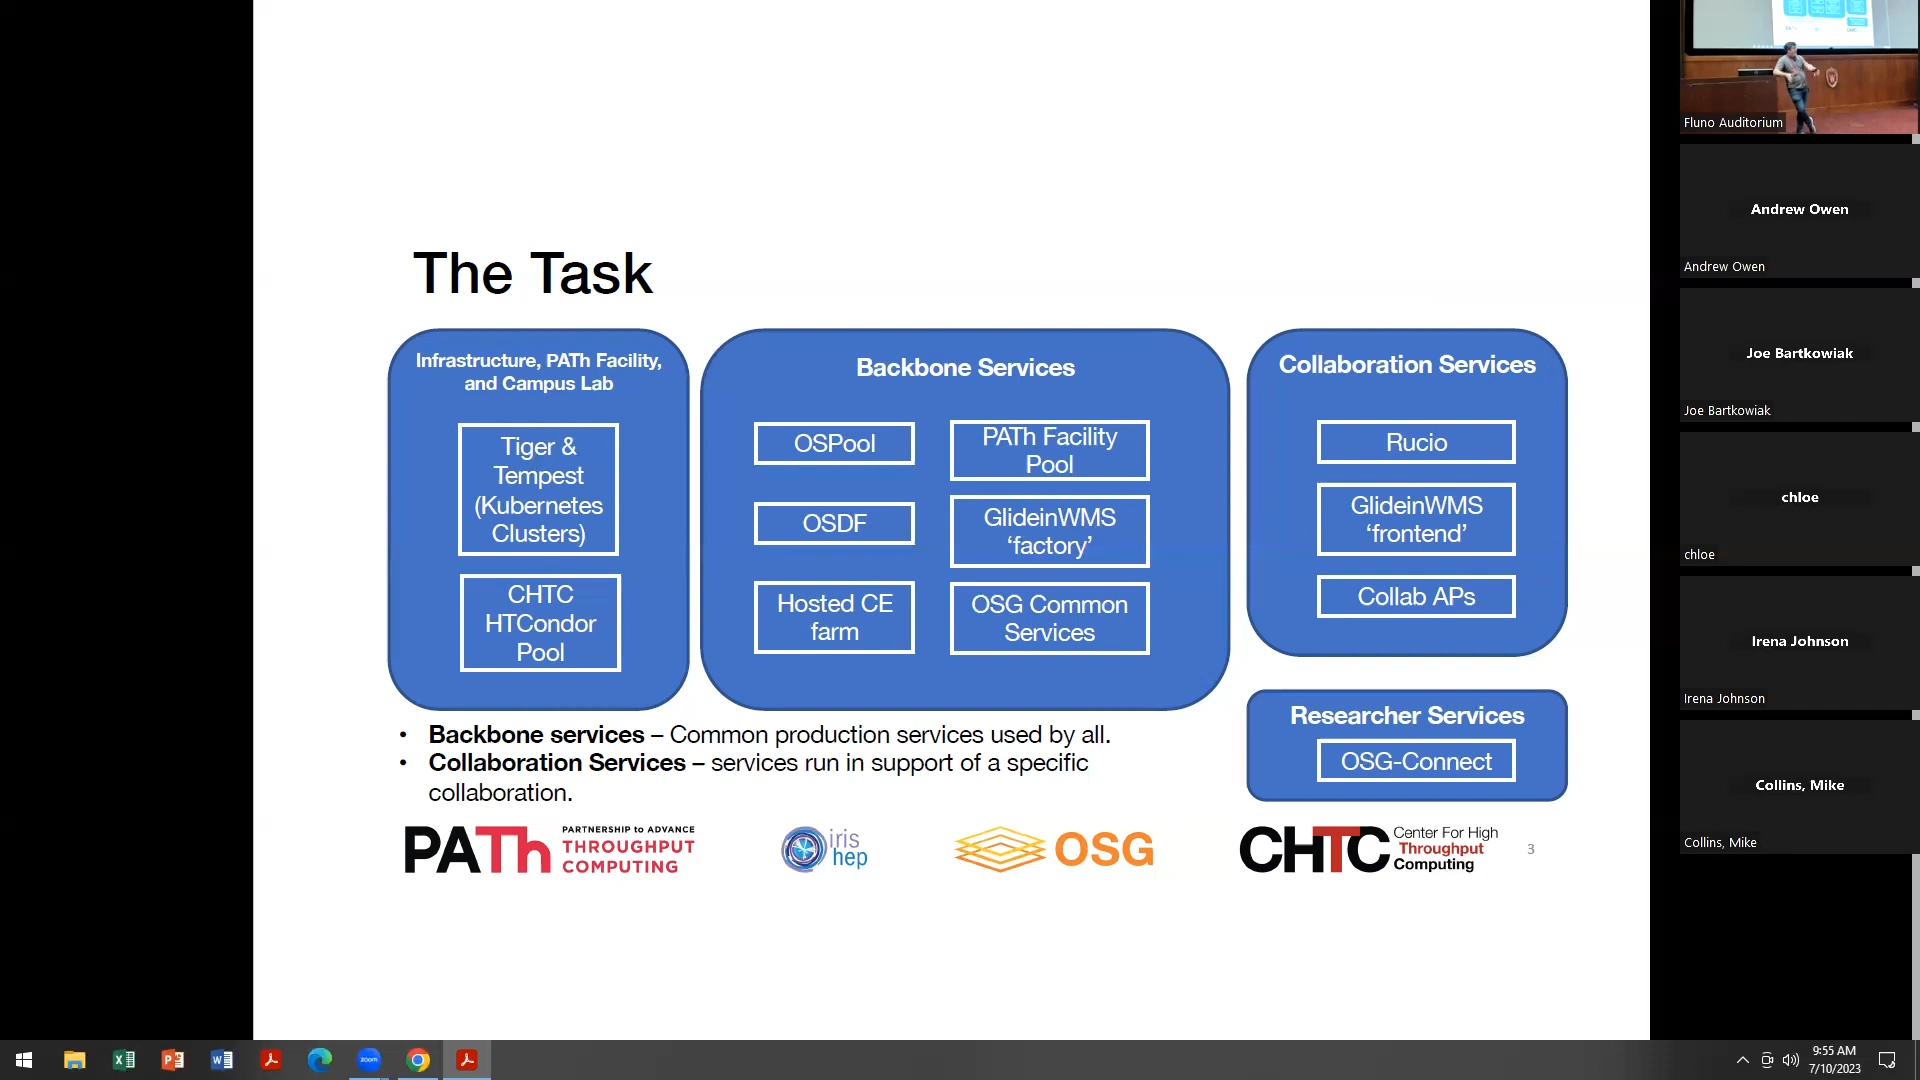 The Task
Infrastructure, PATh Facility,
and Campus Lab
Tiger &
Tempest
(Kubernetes
Clusters)
CHTC
HTCondor
Pool
Backbone Services
OSPool
OSDF
Hosted CE
farm
PATh Facility
Pool
GlideinWMS
‘factory’
OSG Common
Services
Collaboration Services
Rucio
GlideinWMS
‘frontend’
Collab APs
Researcher Services
OSG-Connect
• Backbone services – Common production services used by all.
• Collaboration Services – services run in support of a specific
collaboration.
PATh
PARTNERSHIP to ADVANCE
THROUGHPUT
COMPUTING
iris
hep
OSG
CHTC
Center For High
Throughput
Computing
3
Fluno Auditorium
Andrew Owen
Andrew Owen
Joe Bartkowiak
Joe Bartkowiak
chloe
chloe
Irena Johnson
Irena Johnson
Collins, Mike
Collins, Mike
zoom
9:55 AM
7/10/2023